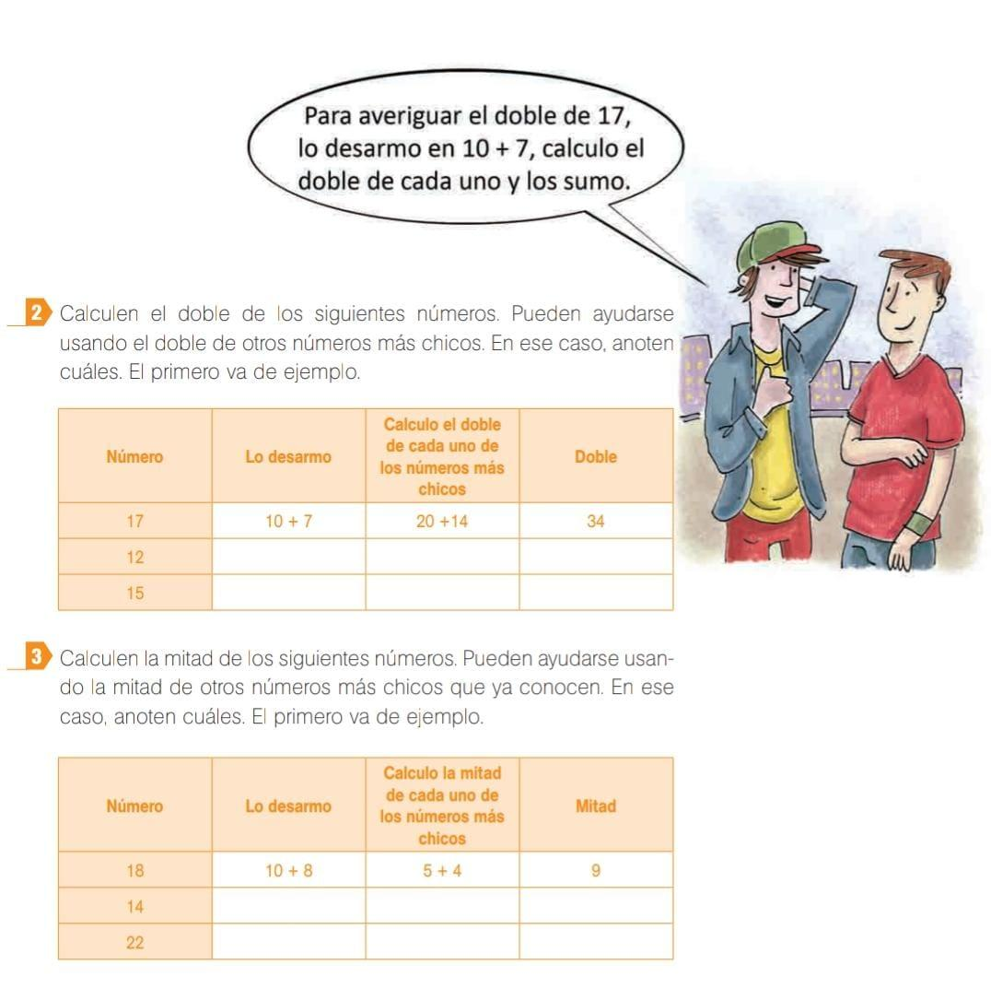 Para averiguar el doble de 17,
lo desarmo en 10 + 7, calculo el
doble de cada uno y los sumo.
2 Calculen el doble de los siguientes números. Pueden ayudarse
usando el doble de otros números más chicos. En ese caso, anoten
cuáles. El primero va de ejemplo.
Número
Lo desarmo
Calculo el doble
de cada uno de
los números más
chicos
Doble
17 10 + 7 20 +14 34
12
15
3 Calculen la mitad de los siguientes números. Pueden ayudarse usan-
do la mitad de otros números más chicos que ya conocen. En ese
caso, anoten cuáles. El primero va de ejemplo.
Número
Lo desarmo
Calculo la mitad
de cada uno de
los números más
chicos
Mitad
18 10 + 8 5 + 4 9
14
22